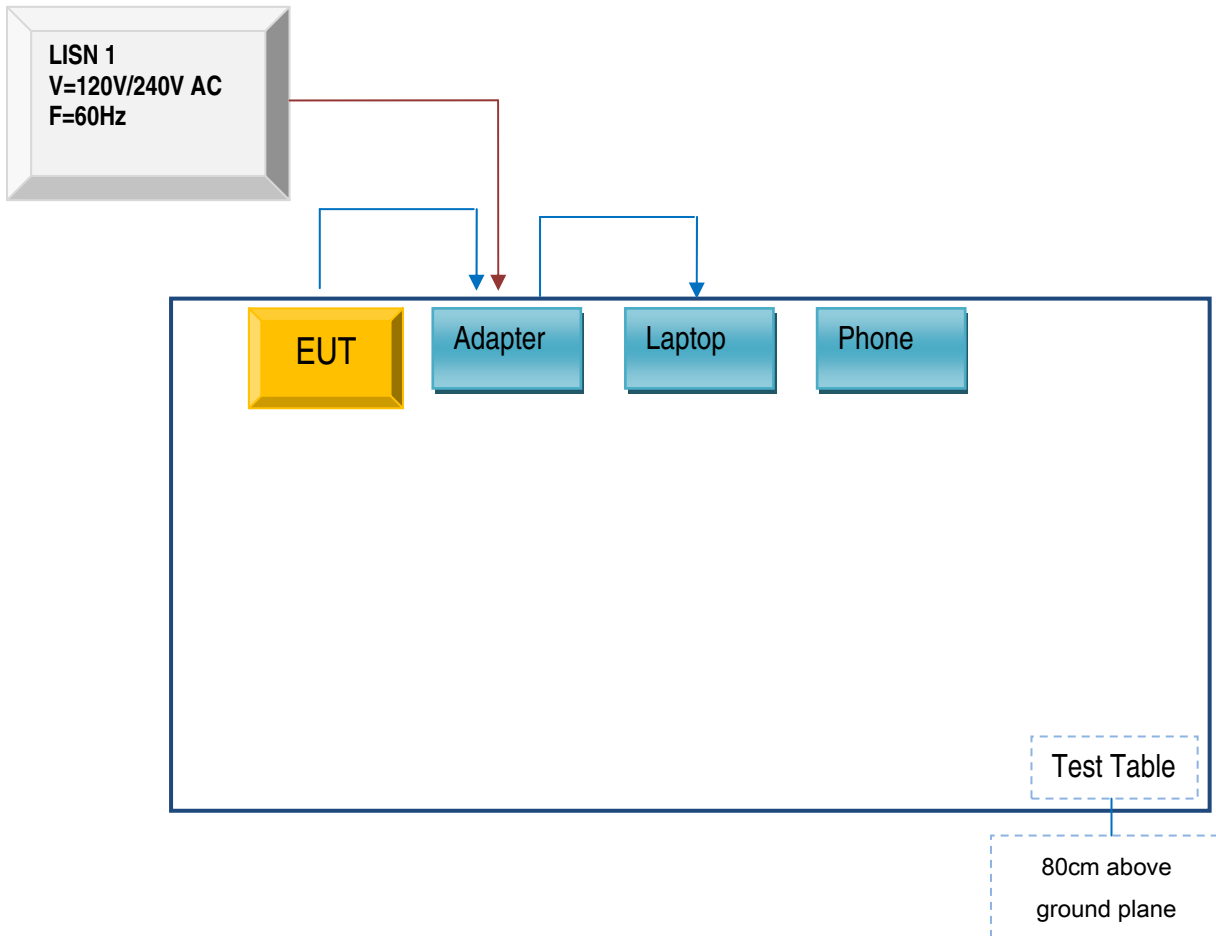 LISN 1
V=120V/240V AC
F=60Hz
EUT
Adapter
Laptop
Phone
Test Table
80cm above
ground plane